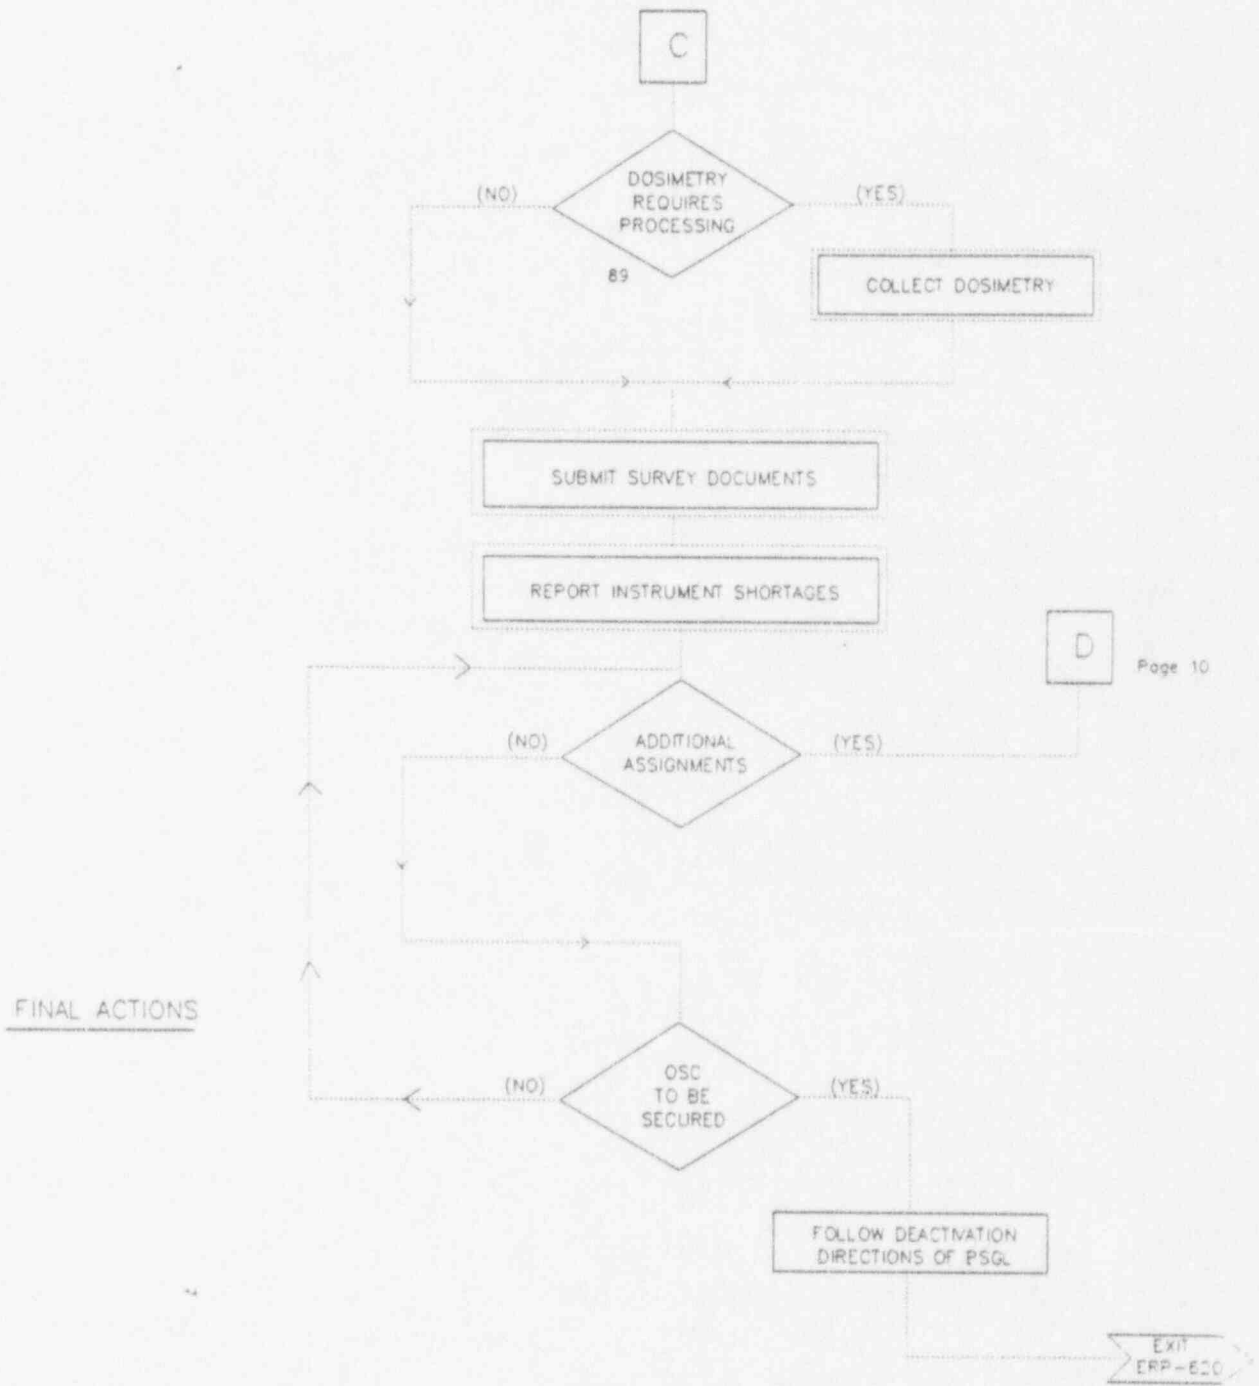 C
DOSIMETRY
REQUIRES
PROCESSING
(NO)
(YES)
89
COLLECT DOSIMETRY
SUBMIT SURVEY DOCUMENTS
REPORT INSTRUMENT SHORTAGES
D
Page 10
(NO)
ADDITIONAL
ASSIGNMENTS
(YES)
FINAL ACTIONS
(NO)
OSC
TO BE
SECURED
(YES)
FOLLOW DEACTIVATION
DIRECTIONS OF PSGL
EXIT
ERP-620